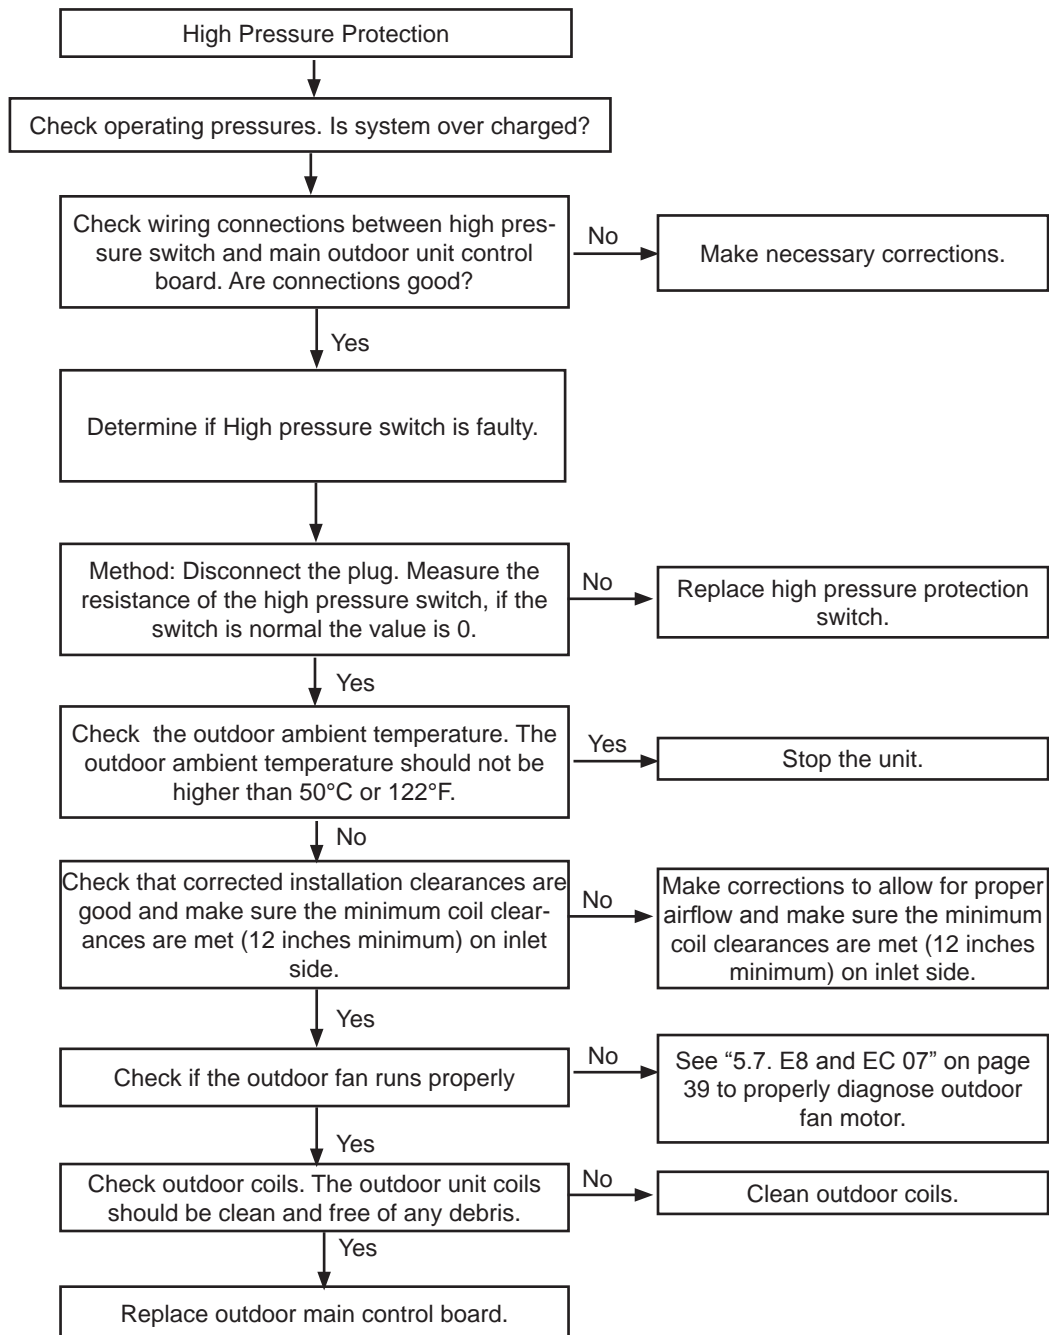 High Pressure Protection
Check operating pressures. Is system over charged?
Check wiring connections between high pres-
sure switch and main outdoor unit control
board. Are connections good?
No
Make necessary corrections.
Yes
Determine if High pressure switch is faulty.
Method: Disconnect the plug. Measure the
resistance of the high pressure switch, if the
switch is normal the value is 0.
No
Replace high pressure protection
switch.
Yes
Check the outdoor ambient temperature. The
outdoor ambient temperature should not be
higher than 50°C or 122°F.
Yes
Stop the unit.
No
Check that corrected installation clearances are
good and make sure the minimum coil clear-
ances are met (12 inches minimum) on inlet
side.
No
Make corrections to allow for proper
airflow and make sure the minimum
coil clearances are met (12 inches
minimum) on inlet side.
Yes
Check if the outdoor fan runs properly
No
See “5.7. E8 and EC 07” on page
39 to properly diagnose outdoor
fan motor.
Yes
Check outdoor coils. The outdoor unit coils
should be clean and free of any debris.
No
Clean outdoor coils.
Yes
Replace outdoor main control board.